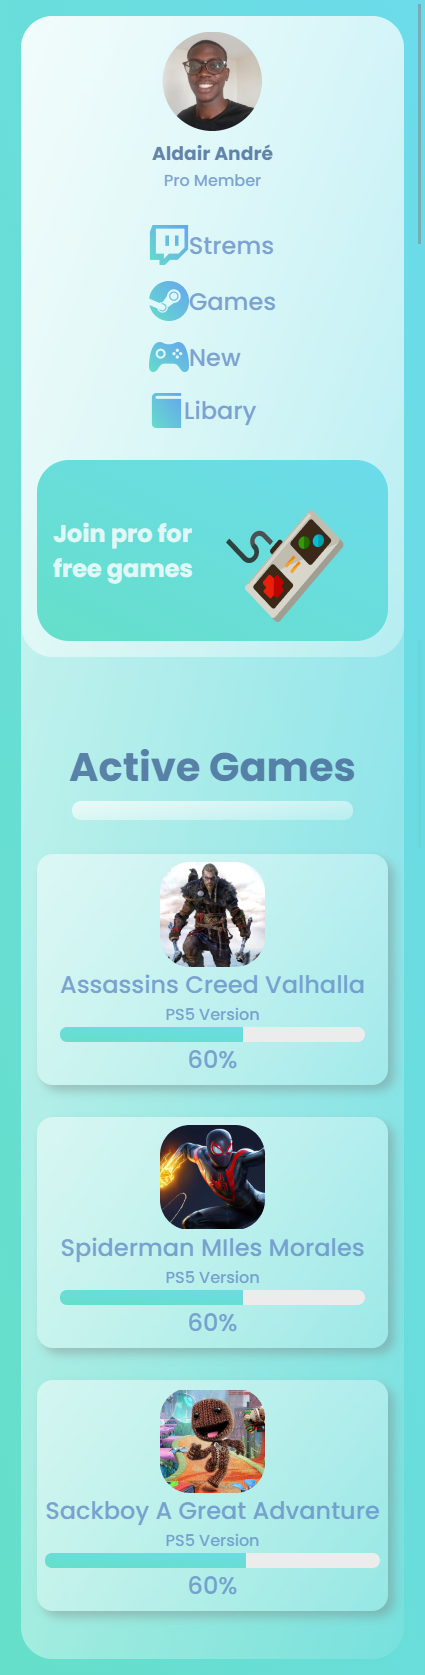 Aldair André
Pro Member
Strems
Games
New
Libary
Join pro for
free games
Active Games
Assassins Creed Valhalla
PS5 Version
60%
Spiderman MIles Morales
PS5 Version
60%
Sackboy A Great Advanture
PS5 Version
60%